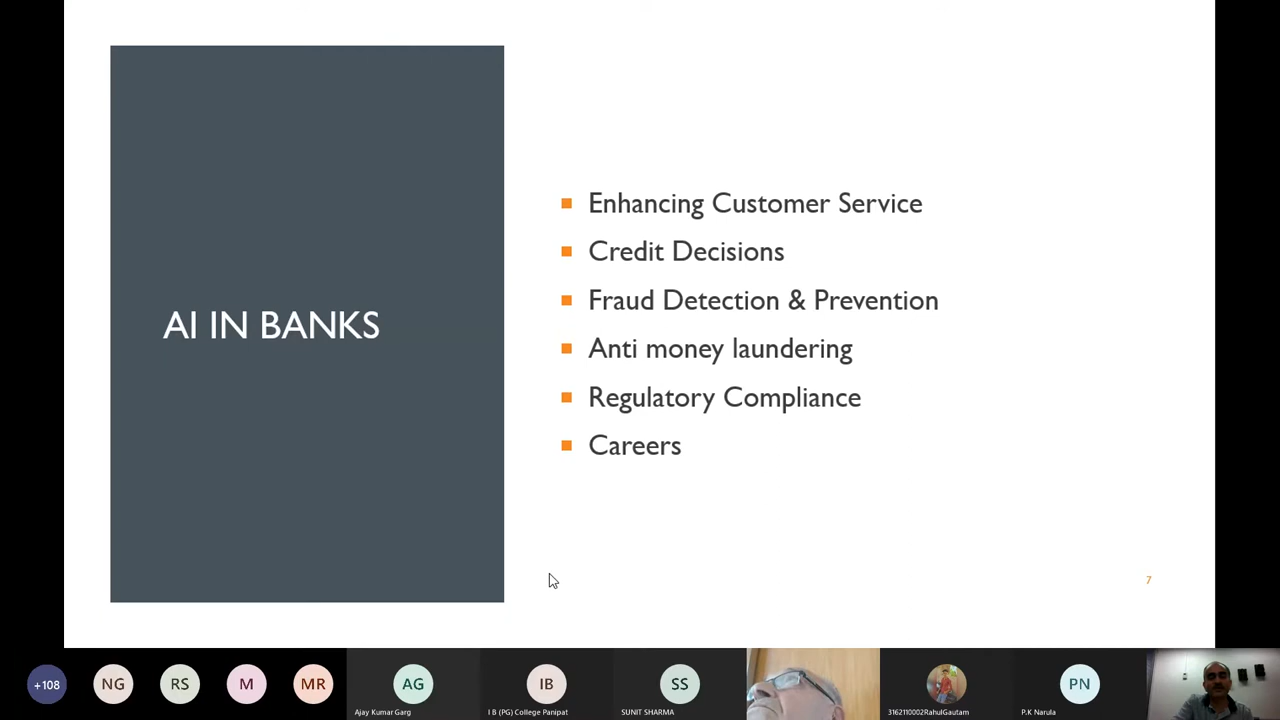 AI IN BANKS
Enhancing Customer Service
Credit Decisions
Fraud Detection & Prevention
Anti money laundering
Regulatory Compliance
Careers
7
+108
NG
RS
M
MR
AG
IB
SS
PN
Ajay Kumar Garg
I B (PG) College Panipat
SUNIT SHARMA
3162110002RahulGautam
P.K Narula